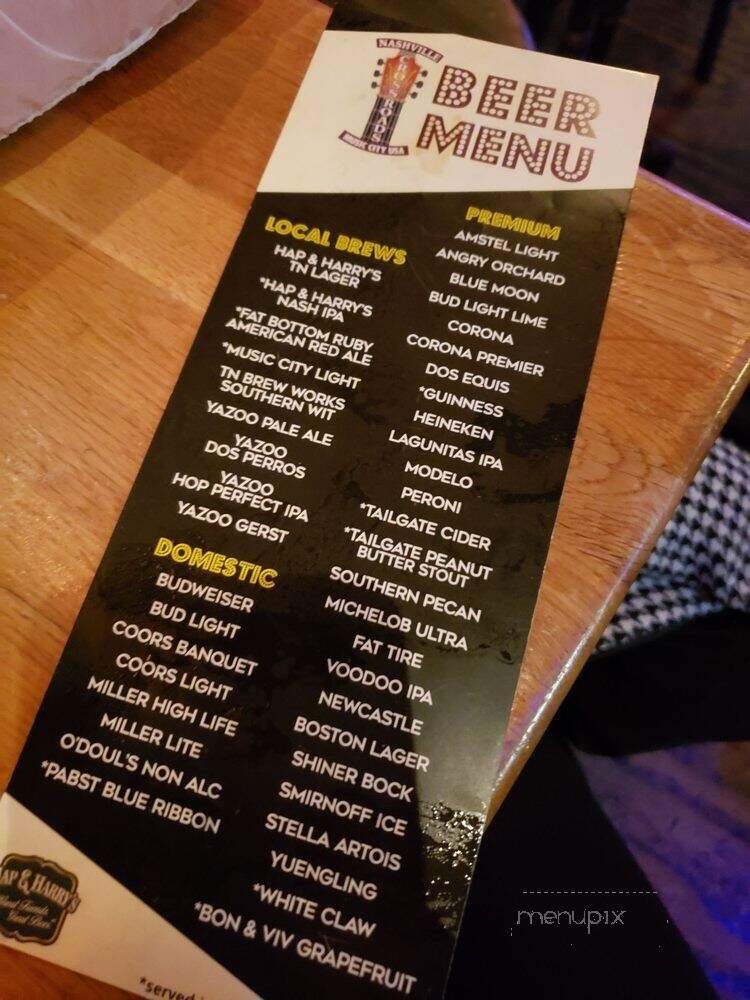 NASHVILLE
CROSSROADS
MUSIC CITY USA
BEER
MENU
LOCAL BREWS
HAP & HARRY'S
TN LAGER
*HAP & HARRY'S
NASH IPA
*FAT BOTTOM RUBY
AMERICAN RED ALE
*MUSIC CITY LIGHT
TN BREW WORKS
SOUTHERN WIT
YAZOO PALE ALE
YAZOO
DOS PERROS
YAZOO
HOP PERFECT IPA
YAZOO GERST
DOMESTIC
BUDWEISER
BUD LIGHT
COORS BANQUET
COORS LIGHT
MILLER HIGH LIFE
MILLER LITE
O'DOUL'S NON ALC
*PABST BLUE RIBBON
PREMIUM
AMSTEL LIGHT
ANGRY ORCHARD
BLUE MOON
BUD LIGHT LIME
CORONA
CORONA PREMIER
DOS EQUIS
*GUINNESS
HEINEKEN
LAGUNITAS IPA
MODELO
PERONI
*TAILGATE CIDER
*TAILGATE PEANUT
BUTTER STOUT
SOUTHERN PECAN
MICHELOB ULTRA
FAT TIRE
VOODOO IPA
NEWCASTLE
BOSTON LAGER
SHINER BOCK
SMIRNOFF ICE
STELLA ARTOIS
YUENGLING
*WHITE CLAW
*BON & VIV GRAPEFRUIT
AP & HARRY'S
*served
menupix